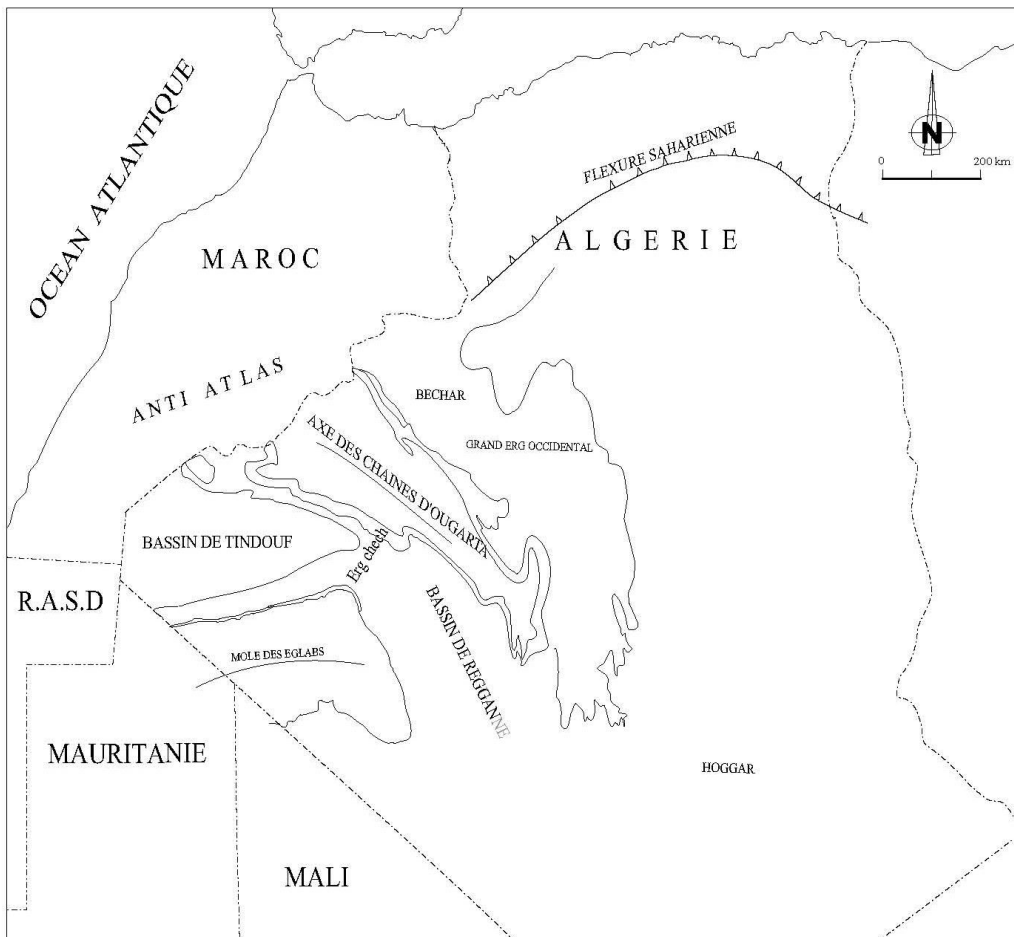 OCEAN ATLANTIQUE
FLEXURE SAHARIENNE
N
0 200 km
MAROC
ALGERIE
ANTI ATLAS
BECHAR
AXE DES CHAINES D'OUGARTA
GRAND ERG OCCIDENTAL
BASSIN DE TINDOUF
Erg chech
R.A.S.D
BASSIN DE REGGANNE
MOLE DES EGLABS
MAURITANIE
HOGGAR
MALI